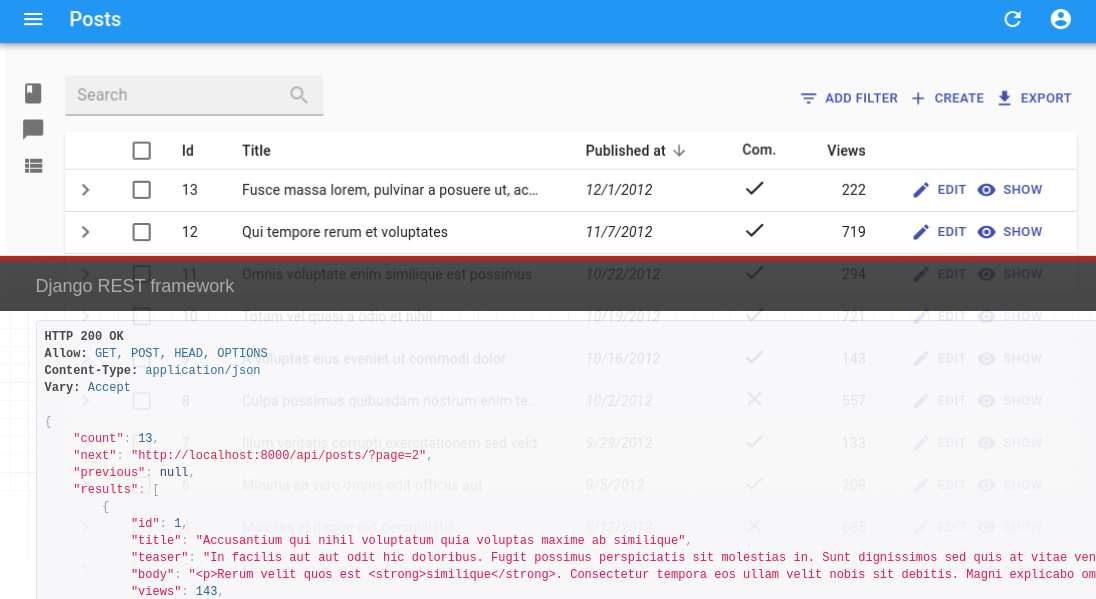 Posts
Search
ADD FILTER CREATE EXPORT
Id Title Published at Com. Views
13 Fusce massa lorem, pulvinar a posuere ut, ac… 12/1/2012 222 EDIT SHOW
12 Qui tempore rerum et voluptates 11/7/2012 719 EDIT SHOW
11 Omnis voluptate enim similique est possimus 10/22/2012 294 EDIT SHOW
Django REST framework
10 Totam vel quasi a odio et nihil 10/19/2012 721 EDIT SHOW
HTTP 200 OK
Allow: GET, POST, HEAD, OPTIONS
A voluptas eius eveniet ut commodi dolor 10/16/2012 143 EDIT SHOW
Content-Type: application/json
Vary: Accept
8 Culpa possimus quibusdam nostrum enim te… 10/2/2012 557 EDIT SHOW
{
"count": 13,
7 Illum veritatis corrupti exercitationem sed velit 9/29/2012 133 EDIT SHOW
"next": "http://localhost:8000/api/posts/?page=2",
"previous": null,
6 Minima ea vero omnis odit officiis aut 9/5/2012 208 EDIT SHOW
"results": [
{
"id": 1,
Maiores et itaque aut perspiciatis 8/12/2012 685 EDIT SHOW
"title": "Accusantium qui nihil voluptatum quia voluptas maxime ab similique",
"teaser": "In facilis aut aut odit hic doloribus. Fugit possimus perspiciatis sit molestias in. Sunt dignissimos sed quis at vitae ven
"body": "<p>Rerum velit quos est <strong>similique</strong>. Consectetur tempora eos ullam velit nobis sit debitis. Magni explicabo om
"views": 143,